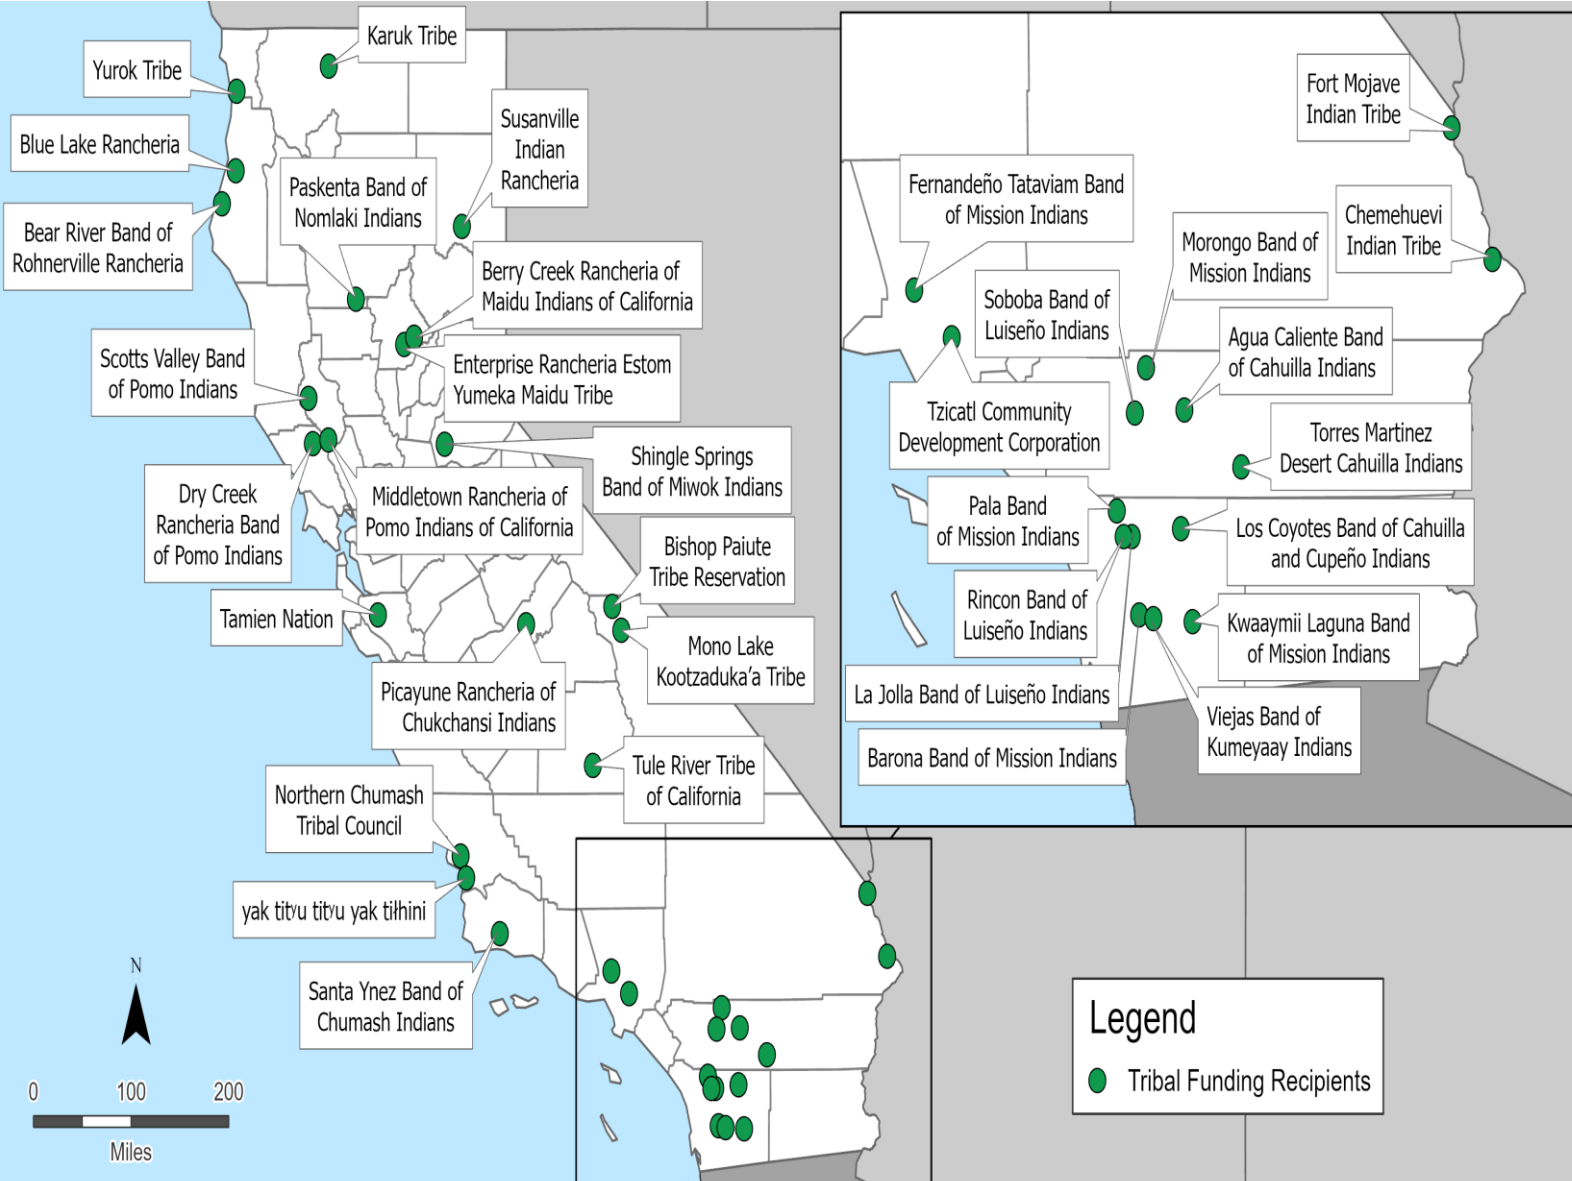 Karuk Tribe
Yurok Tribe
Blue Lake Rancheria
Bear River Band of
Rohnerville Rancheria
Paskenta Band of
Nomlaki Indians
Susanville
Indian
Rancheria
Berry Creek Rancheria of
Maidu Indians of California
Enterprise Rancheria Estom
Yumeka Maidu Tribe
Scotts Valley Band
of Pomo Indians
Shingle Springs
Band of Miwok Indians
Dry Creek
Rancheria Band
of Pomo Indians
Middletown Rancheria of
Pomo Indians of California
Bishop Paiute
Tribe Reservation
Tamien Nation
Mono Lake
Kootzaduka’a Tribe
Picayune Rancheria of
Chukchansi Indians
Tule River Tribe
of California
Northern Chumash
Tribal Council
yak titʸu titʸu yak tiłhini
Santa Ynez Band of
Chumash Indians
Fort Mojave
Indian Tribe
Fernandeño Tataviam Band
of Mission Indians
Chemehuevi
Indian Tribe
Morongo Band of
Mission Indians
Soboba Band of
Luiseño Indians
Agua Caliente Band
of Cahuilla Indians
Tzicatl Community
Development Corporation
Torres Martinez
Desert Cahuilla Indians
Pala Band
of Mission Indians
Los Coyotes Band of Cahuilla
and Cupeño Indians
Rincon Band of
Luiseño Indians
Kwaaymii Laguna Band
of Mission Indians
La Jolla Band of Luiseño Indians
Viejas Band of
Kumeyaay Indians
Barona Band of Mission Indians
N
0 100 200
Miles
Legend
Tribal Funding Recipients